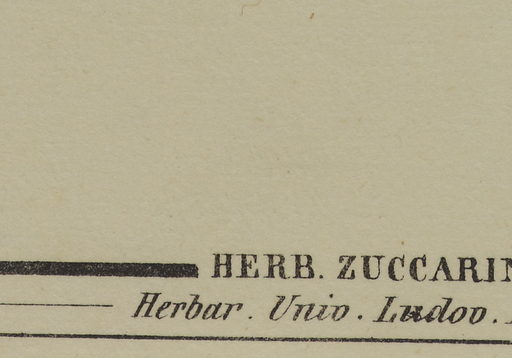 HERB. ZUCCARIN
Herbar. Univ. Ludov.